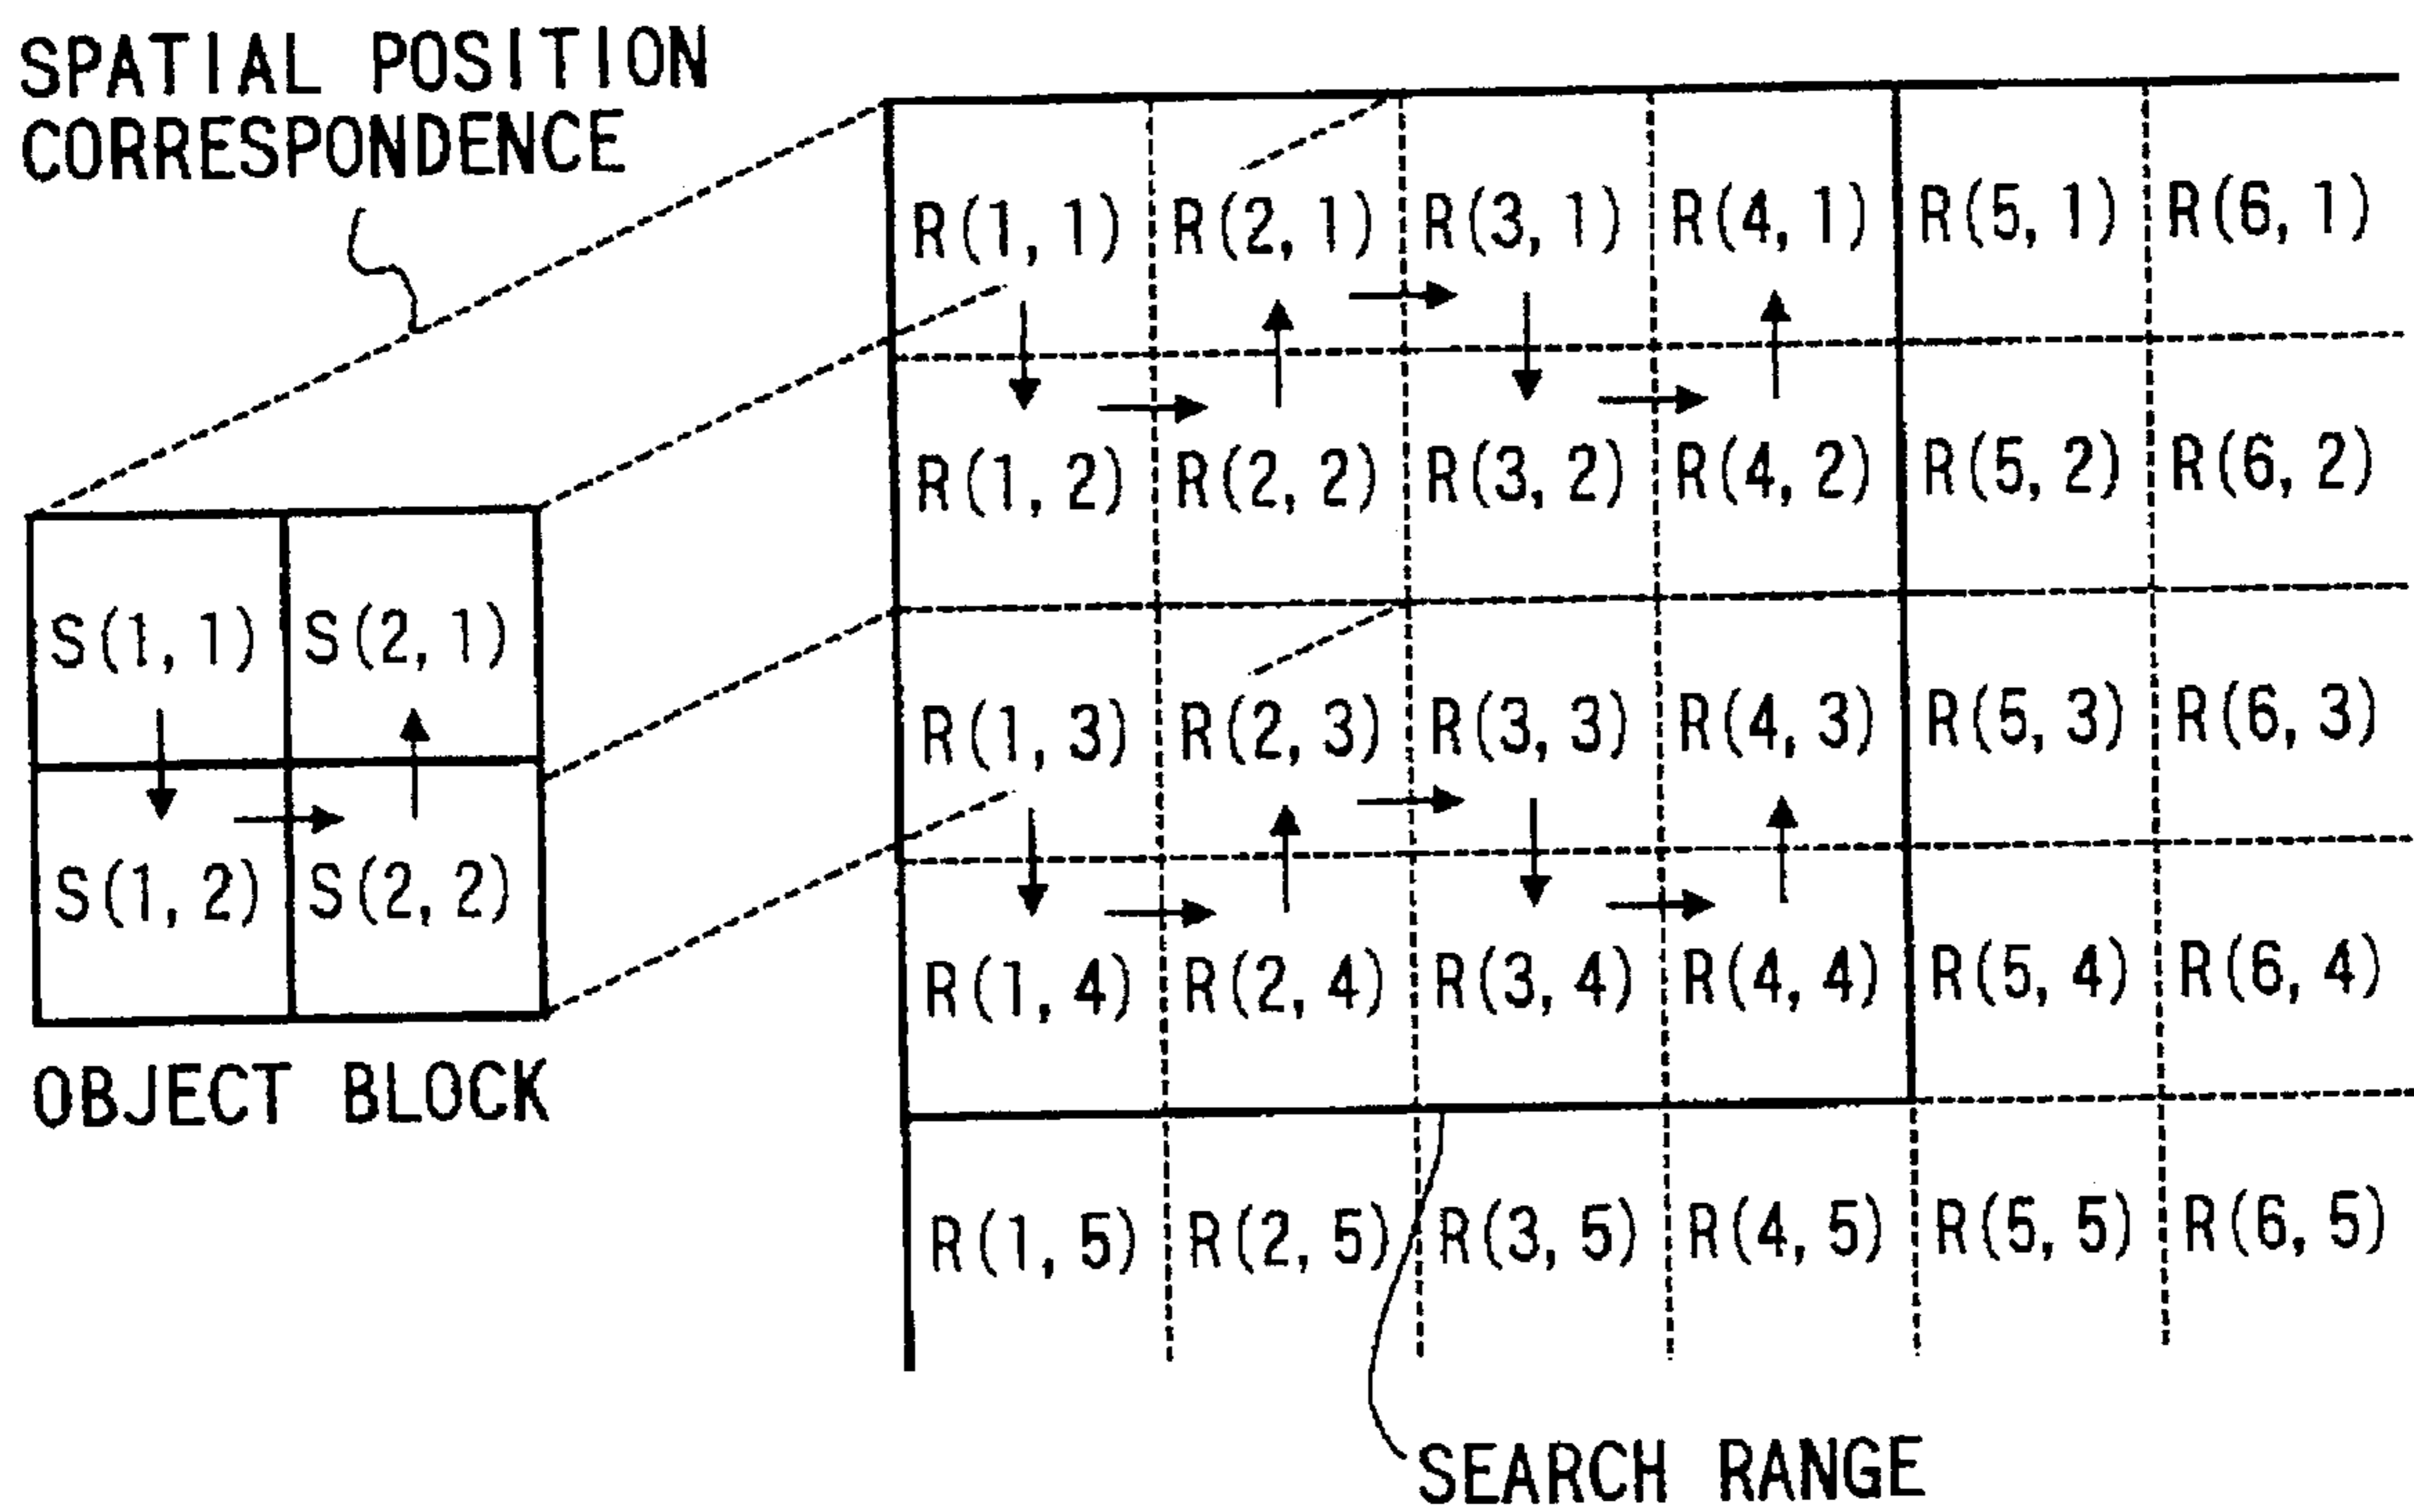 SPATIAL POSITION
CORRESPONDENCE
R(1, 1) R(2, 1) R(3, 1) R(4, 1) R(5, 1) R(6, 1)
R(1, 2) R(2, 2) R(3, 2) R(4, 2) R(5, 2) R(6, 2)
S(1, 1) S(2, 1)
R(1, 3) R(2, 3) R(3, 3) R(4, 3) R(5, 3) R(6, 3)
S(1, 2) S(2, 2)
R(1, 4) R(2, 4) R(3, 4) R(4, 4) R(5, 4) R(6, 4)
OBJECT BLOCK
R(1, 5) R(2, 5) R(3, 5) R(4, 5) R(5, 5) R(6, 5)
SEARCH RANGE